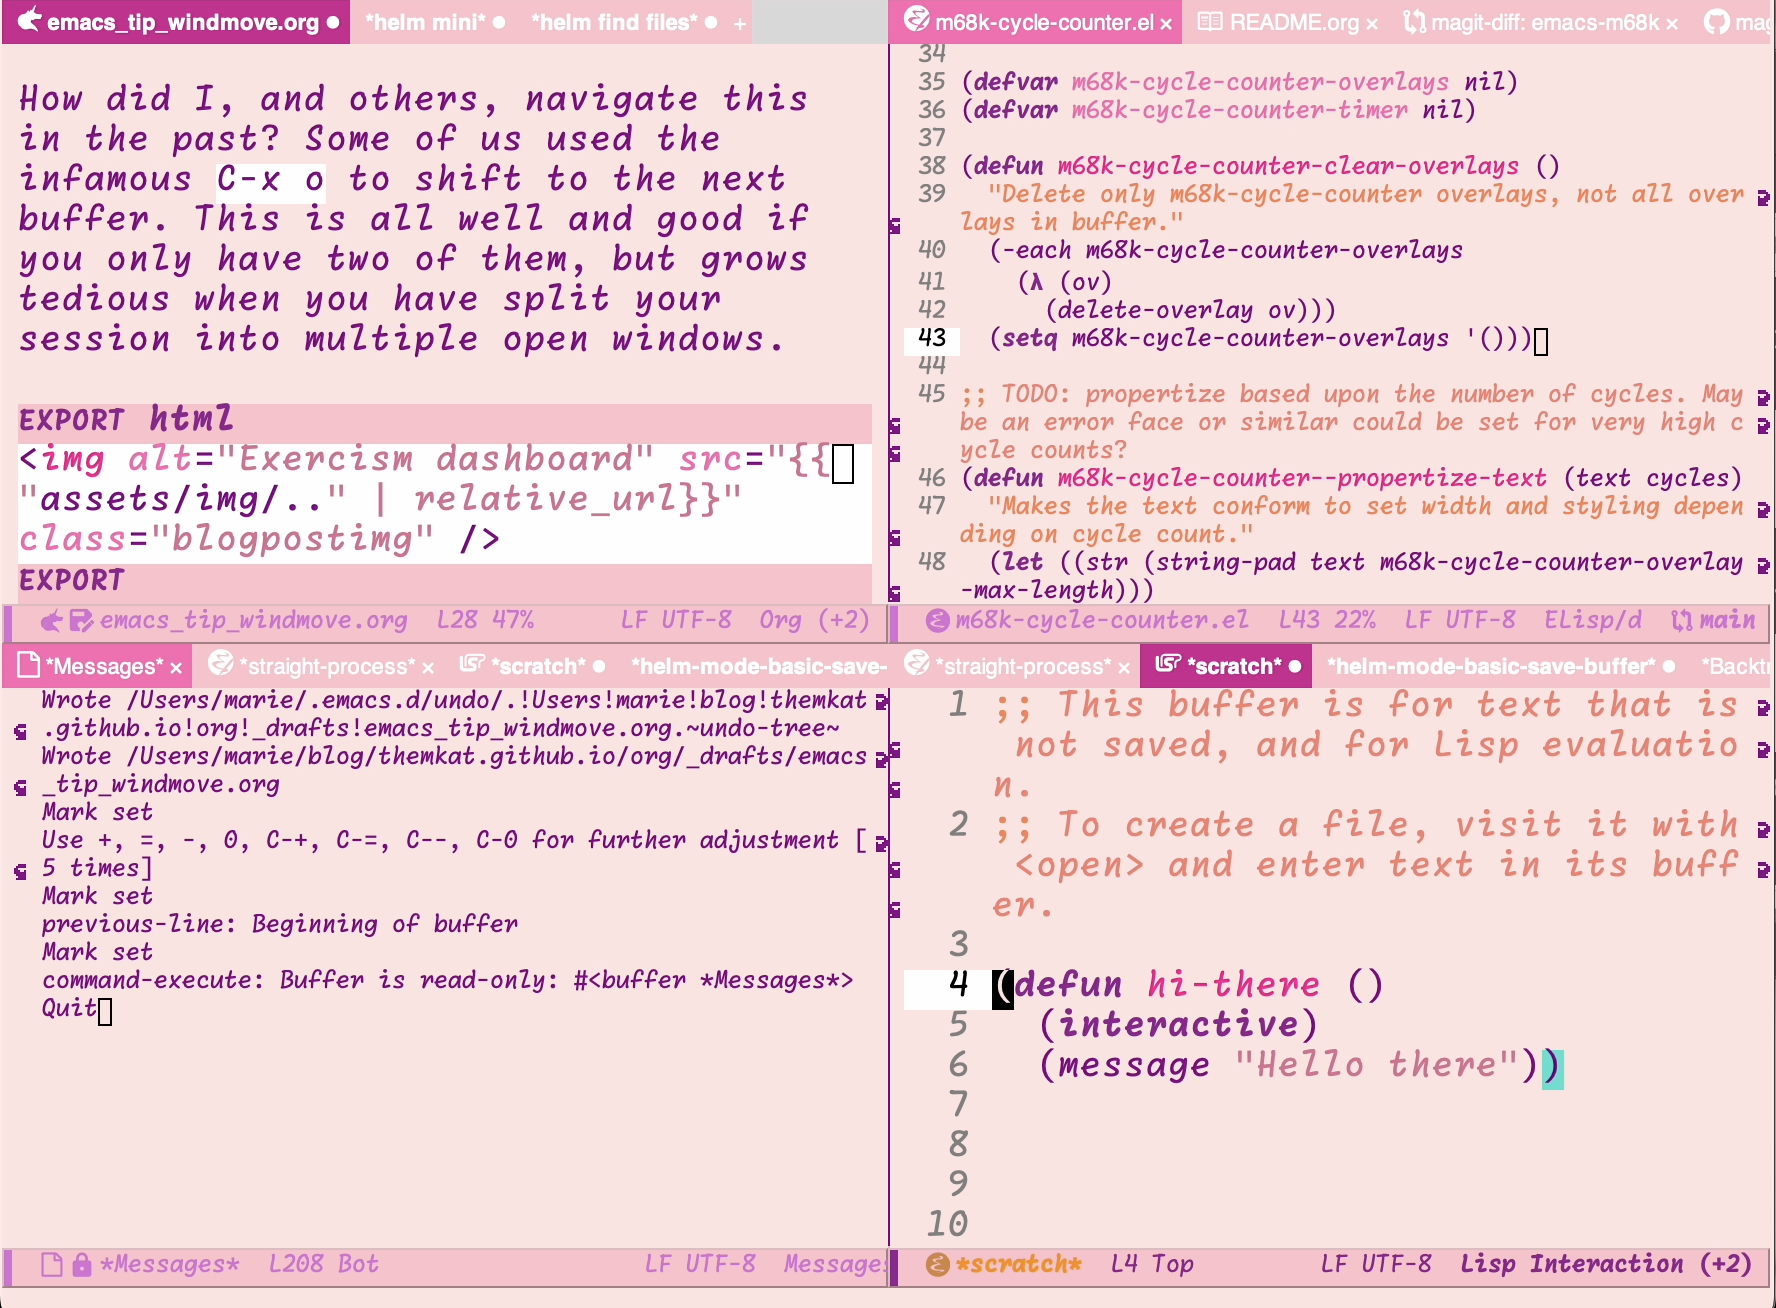 emacs_tip_windmove.org ● *helm mini* ● *helm find files* ● +
How did I, and others, navigate this
in the past? Some of us used the
infamous C-x o to shift to the next
buffer. This is all well and good if
you only have two of them, but grows
tedious when you have split your
session into multiple open windows.
EXPORT html
<img alt="Exercism dashboard" src="{{
"assets/img/.." | relative_url}}"
class="blogpostimg" />
EXPORT
emacs_tip_windmove.org L28 47% LF UTF-8 Org (+2)
m68k-cycle-counter.el × README.org × magit-diff: emacs-m68k × mag
34
35 (defvar m68k-cycle-counter-overlays nil)
36 (defvar m68k-cycle-counter-timer nil)
37
38 (defun m68k-cycle-counter-clear-overlays ()
39 "Delete only m68k-cycle-counter overlays, not all over
lays in buffer."
40 (-each m68k-cycle-counter-overlays
41 (λ (ov)
42 (delete-overlay ov)))
43 (setq m68k-cycle-counter-overlays '()))
44
45 ;; TODO: propertize based upon the number of cycles. May
be an error face or similar could be set for very high c
ycle counts?
46 (defun m68k-cycle-counter--propertize-text (text cycles)
47 "Makes the text conform to set width and styling depen
ding on cycle count."
48 (let ((str (string-pad text m68k-cycle-counter-overlay
-max-length)))
m68k-cycle-counter.el L43 22% LF UTF-8 ELisp/d main
*Messages* × *straight-process* × *scratch* ● *helm-mode-basic-save-
Wrote /Users/marie/.emacs.d/undo/.!Users!marie!blog!themkat
.github.io!org!_drafts!emacs_tip_windmove.org.~undo-tree~
Wrote /Users/marie/blog/themkat.github.io/org/_drafts/emacs
_tip_windmove.org
Mark set
Use +, =, -, 0, C-+, C-=, C--, C-0 for further adjustment [
5 times]
Mark set
previous-line: Beginning of buffer
Mark set
command-execute: Buffer is read-only: #<buffer *Messages*>
Quit
*Messages* L208 Bot LF UTF-8 Messages
*straight-process* × *scratch* ● *helm-mode-basic-save-buffer* ● *Backtr
1 ;; This buffer is for text that is
not saved, and for Lisp evaluatio
n.
2 ;; To create a file, visit it with
<open> and enter text in its buff
er.
3
4 (defun hi-there ()
5 (interactive)
6 (message "Hello there"))
7
8
9
10
*scratch* L4 Top LF UTF-8 Lisp Interaction (+2)